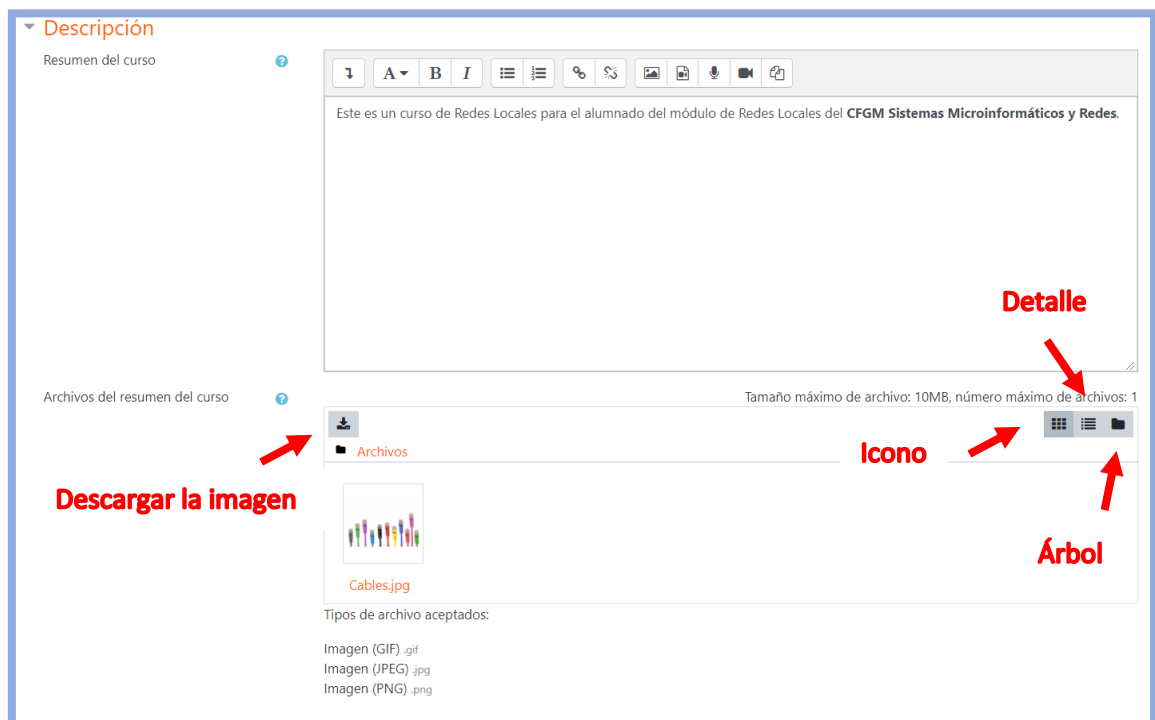 Descripción
Resumen del curso
A B I
Este es un curso de Redes Locales para el alumnado del módulo de Redes Locales del CFGM Sistemas Microinformáticos y Redes.
Detalle
Archivos del resumen del curso
Tamaño máximo de archivo: 10MB, número máximo de archivos: 1
Archivos
Icono
Descargar la imagen
Árbol
Cables.jpg
Tipos de archivo aceptados:
Imagen (GIF) .gif
Imagen (JPEG) .jpg
Imagen (PNG) .png